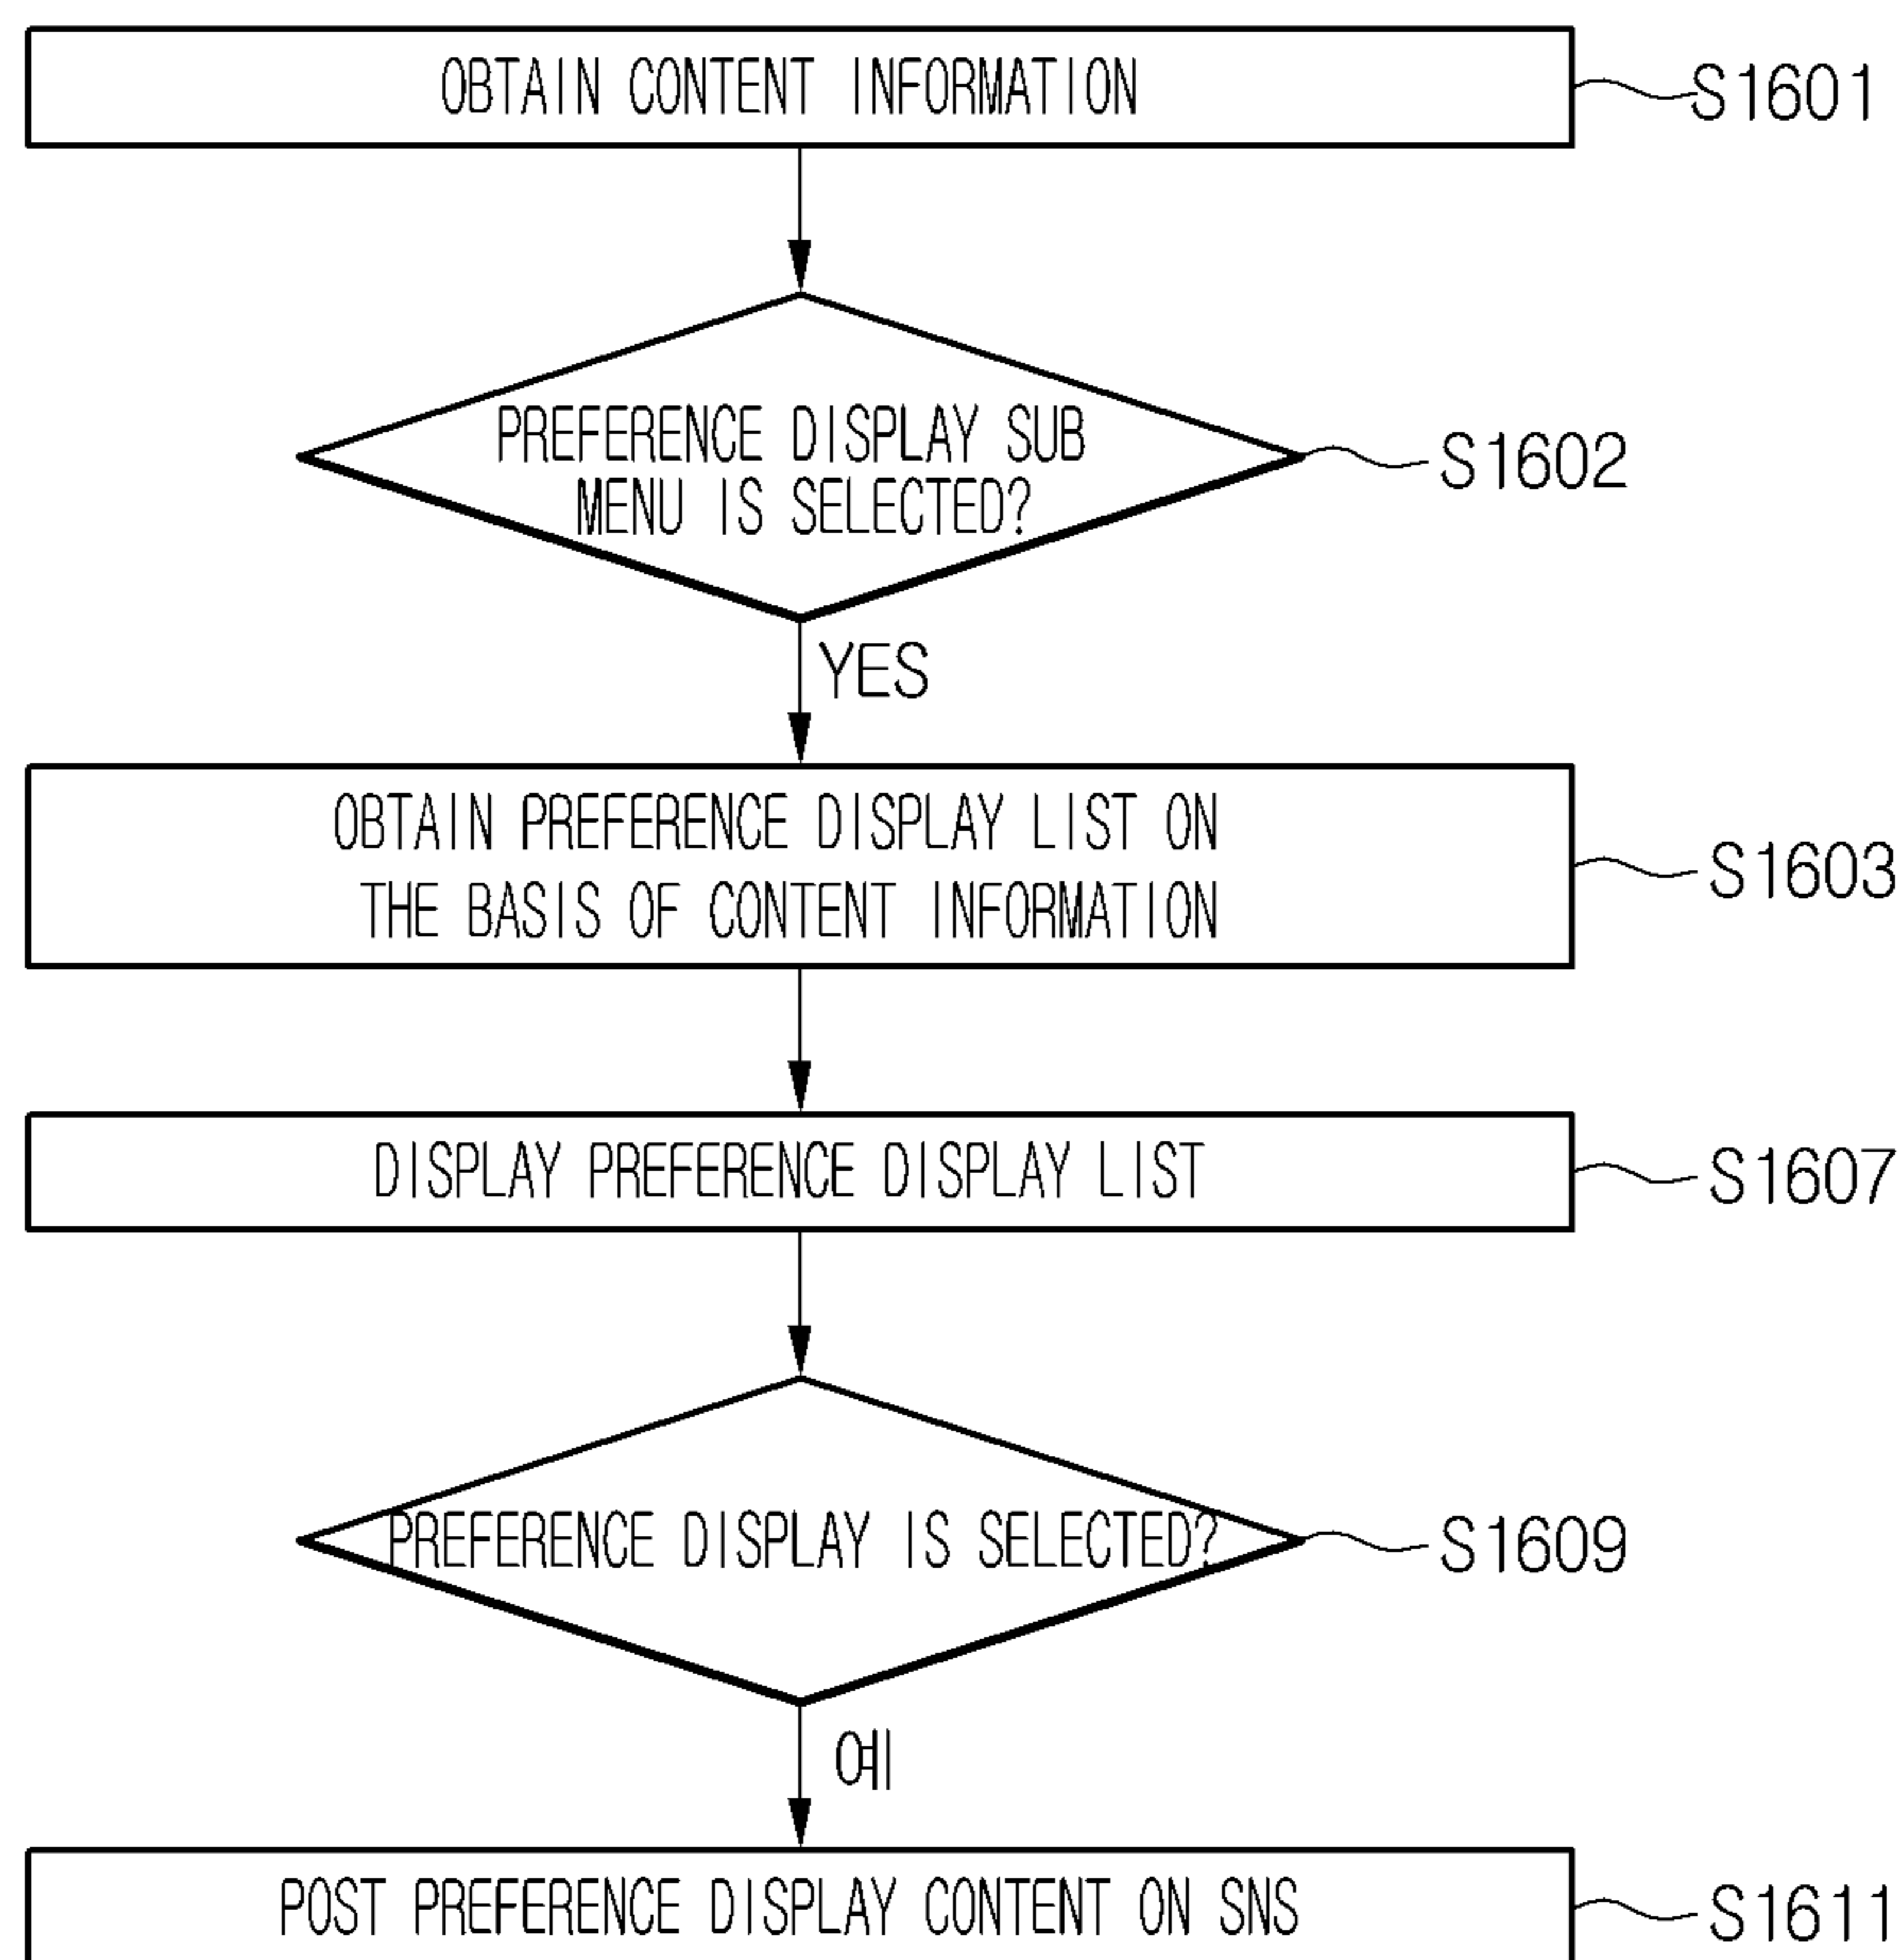 OBTAIN CONTENT INFORMATION
S1601
PREFERENCE DISPLAY SUB
MENU IS SELECTED?
S1602
YES
OBTAIN PREFERENCE DISPLAY LIST ON
THE BASIS OF CONTENT INFORMATION
S1603
DISPLAY PREFERENCE DISPLAY LIST
S1607
PREFERENCE DISPLAY IS SELECTED?
S1609
예
POST PREFERENCE DISPLAY CONTENT ON SNS
S1611